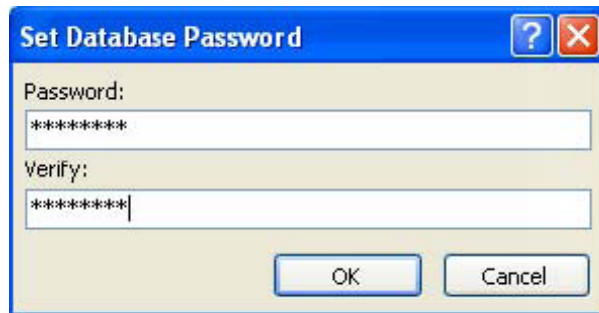 Set Database Password
Password:
********
Verify:
********
OK Cancel